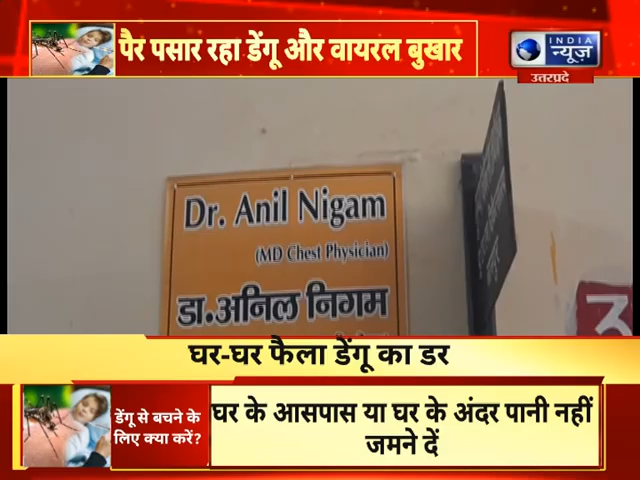 पैर पसार रहा डेंगू और वायरल बुखार
INDIA
न्यूज़
उत्तरप्रदे
Dr. Anil Nigam
(MD Chest Physician)
डा.अनिल निगम
घर-घर फैला डेंगू का डर
डेंगू से बचने के
लिए क्या करें?
घर के आसपास या घर के अंदर पानी नहीं
जमने दें